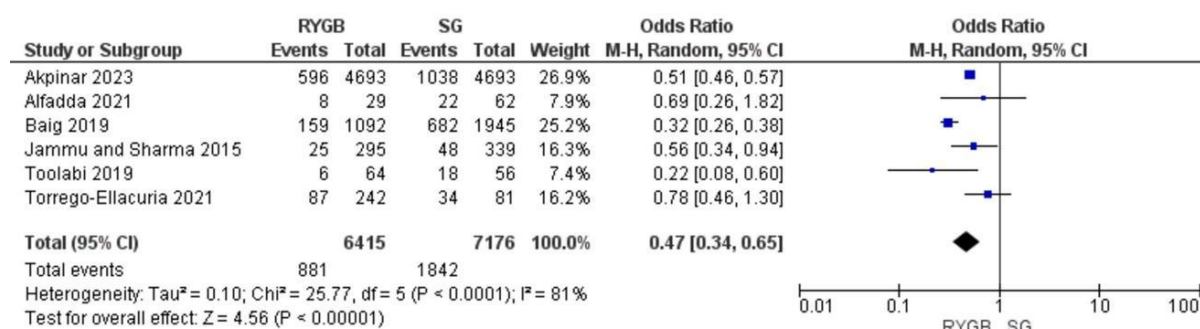 RYGB SG Odds Ratio Odds Ratio
Study or Subgroup Events Total Events Total Weight M-H, Random, 95% CI M-H, Random, 95% CI
Akpinar 2023 596 4693 1038 4693 26.9% 0.51 [0.46, 0.57]
Alfadda 2021 8 29 22 62 7.9% 0.69 [0.26, 1.82]
Baig 2019 159 1092 682 1945 25.2% 0.32 [0.26, 0.38]
Jammu and Sharma 2015 25 295 48 339 16.3% 0.56 [0.34, 0.94]
Toolabi 2019 6 64 18 56 7.4% 0.22 [0.08, 0.60]
Torrego-Ellacuria 2021 87 242 34 81 16.2% 0.78 [0.46, 1.30]
Total (95% CI) 6415 7176 100.0% 0.47 [0.34, 0.65]
Total events 881 1842
Heterogeneity: Tau² = 0.10; Chi² = 25.77, df = 5 (P < 0.0001); I² = 81%
Test for overall effect: Z = 4.56 (P < 0.00001)
0.01 0.1 1 10 100
RYGB SG